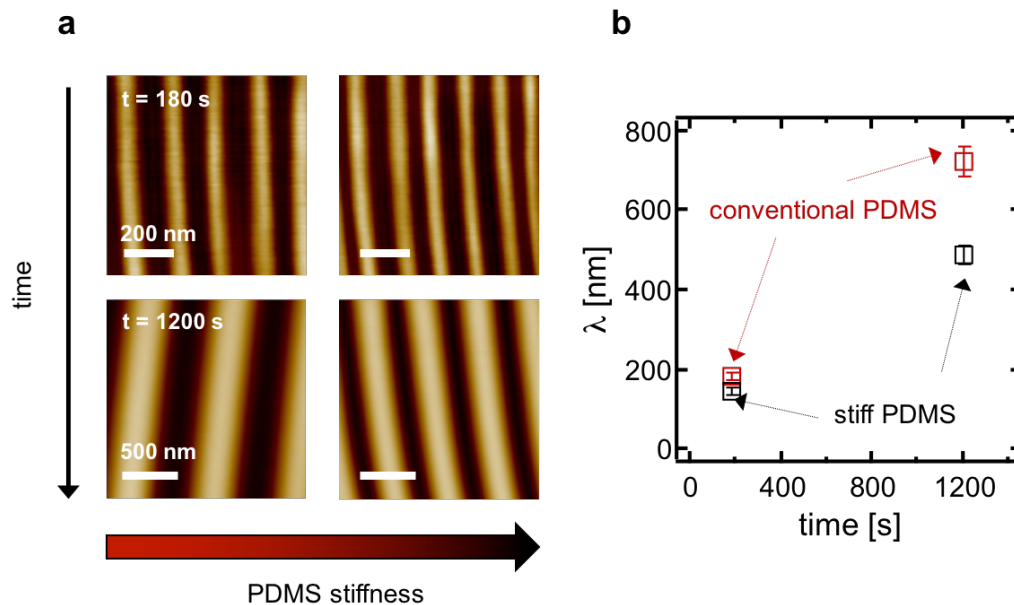 a
time
t = 180 s
200 nm
t = 1200 s
500 nm
PDMS stiffness
b
λ [nm]
800
600
400
200
0
conventional PDMS
stiff PDMS
0
400
800
1200
time [s]